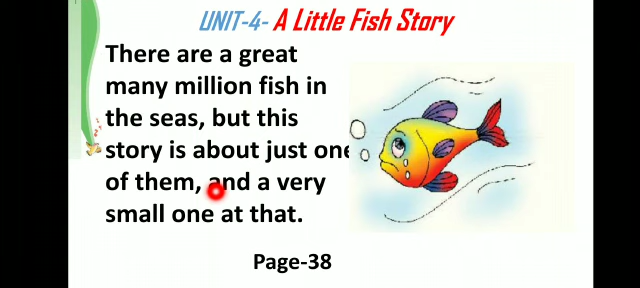 UNIT-4- A Little Fish Story
There are a great
many million fish in
the seas, but this
story is about just one
of them, and a very
small one at that.
Page-38